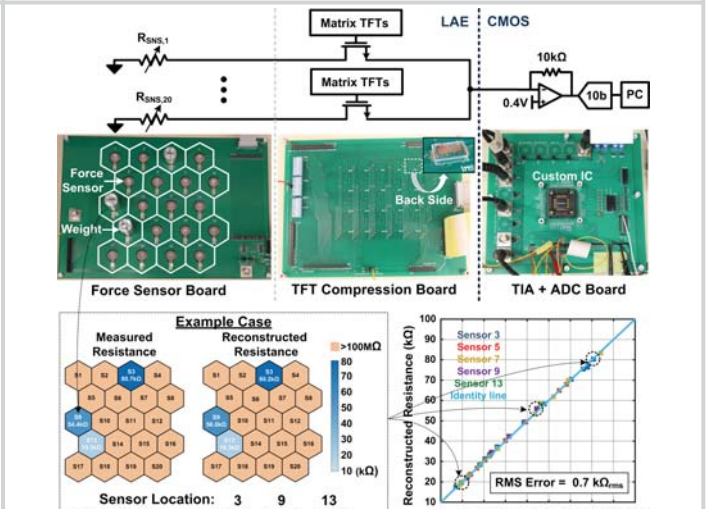 Matrix TFTs
LAE
CMOS
R_SNS,1
10kΩ
Matrix TFTs
R_SNS,20
0.4V
10b
PC
Force
Sensor
Weight
Back Side
Custom IC
Force Sensor Board
TFT Compression Board
TIA + ADC Board
Example Case
Measured
Resistance
Reconstructed
Resistance
>100MΩ
80
70
60
50
40
30
20
10 (kΩ)
S1 S2 S3 S4
S5 S6 S7 S8
S9 S10 S11 S12
S14 S15 S16
S17 S18 S19 S20
S1 S2 S3 S4
S5 S6 S7 S8
S9 S10 S11 S12
S14 S15 S16
S17 S18 S19 S20
Sensor Location: 3 9 13
Reconstructed Resistance (kΩ)
100
90
80
70
60
50
40
30
20
10
Sensor 3
Sensor 5
Sensor 7
Sensor 9
Sensor 13
Identity line
RMS Error = 0.7 kΩrms